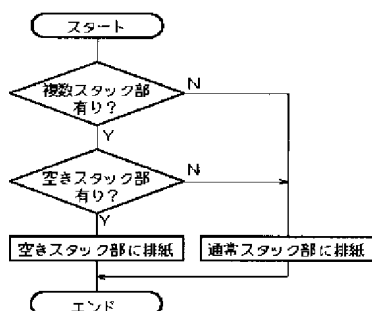 スタート
複数スタック部
有り？
N
Y
空きスタック部
有り？
N
Y
空きスタック部に排紙
通常スタック部に排紙
エンド